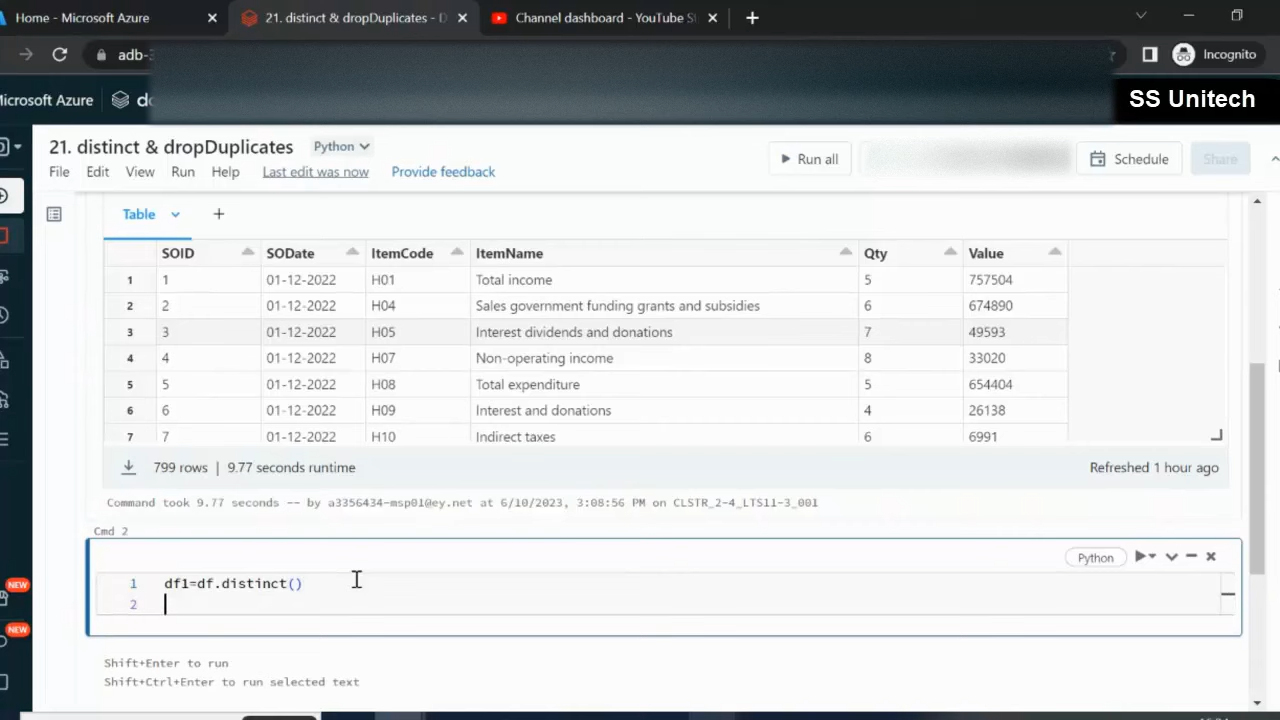 Home - Microsoft Azure
21. distinct & dropDuplicates - D
Channel dashboard - YouTube S
adb-
Incognito
Microsoft Azure
SS Unitech
21. distinct & dropDuplicates Python
Run all Schedule Share
File Edit View Run Help Last edit was now Provide feedback
Table +
SOID SODate ItemCode ItemName Qty Value
1 1 01-12-2022 H01 Total income 5 757504
2 2 01-12-2022 H04 Sales government funding grants and subsidies 6 674890
3 3 01-12-2022 H05 Interest dividends and donations 7 49593
4 4 01-12-2022 H07 Non-operating income 8 33020
5 5 01-12-2022 H08 Total expenditure 5 654404
6 6 01-12-2022 H09 Interest and donations 4 26138
7 7 01-12-2022 H10 Indirect taxes 6 6991
799 rows | 9.77 seconds runtime Refreshed 1 hour ago
Command took 9.77 seconds -- by a3356434-msp01@ey.net at 6/10/2023, 3:08:56 PM on CLSTR_2-4_LTS11-3_001
Cmd 2
Python
1 df1=df.distinct()
2
NEW
NEW
Shift+Enter to run
Shift+Ctrl+Enter to run selected text